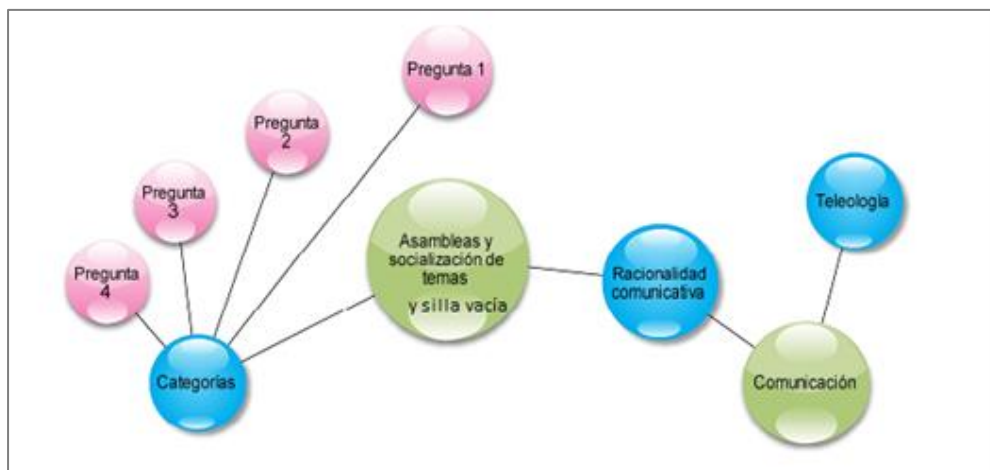 Pregunta 1
Pregunta
2
Pregunta
3
Pregunta
4
Categorías
Asambleas y
socialización de
temas
y silla vacía
Racionalidad
comunicativa
Teleología
Comunicación